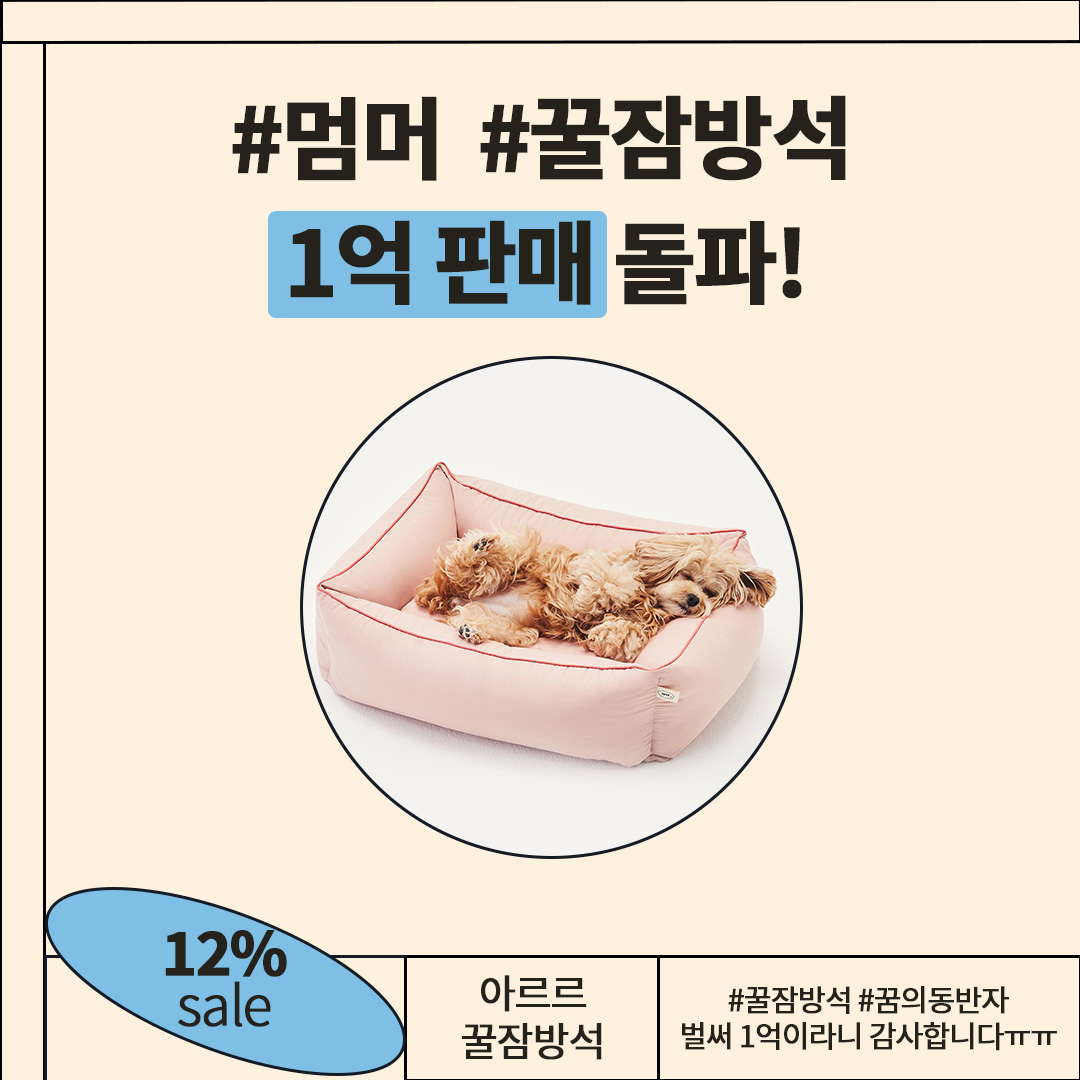 #멈머 #꿀잠방석
1억 판매 돌파!
12%
sale
아르르
꿀잠방석
#꿀잠방석 #꿈의동반자
벌써 1억이라니 감사합니다ㅠㅠ